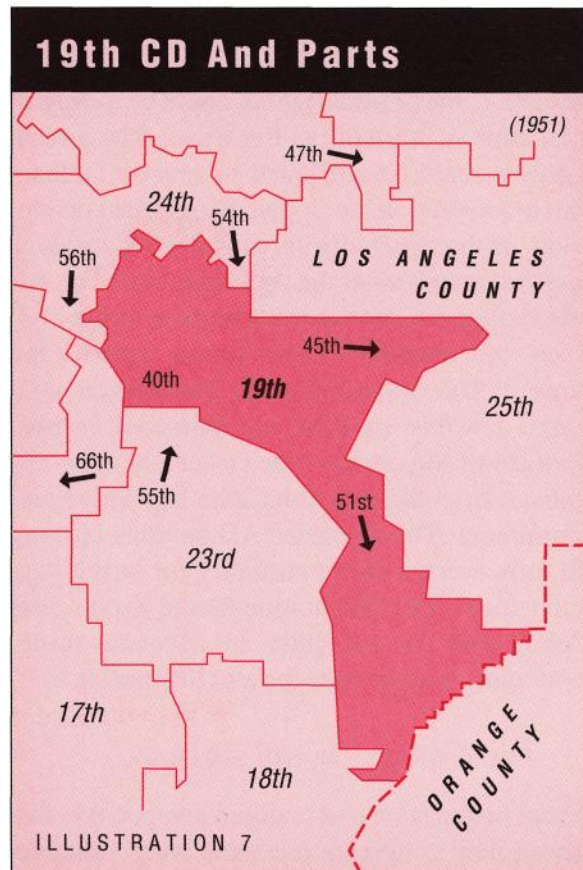 19th CD And Parts
(1951)
47th
24th
54th
56th
LOS ANGELES
COUNTY
45th
40th
19th
25th
66th
55th
51st
23rd
17th
18th
ORANGE
COUNTY
ILLUSTRATION 7